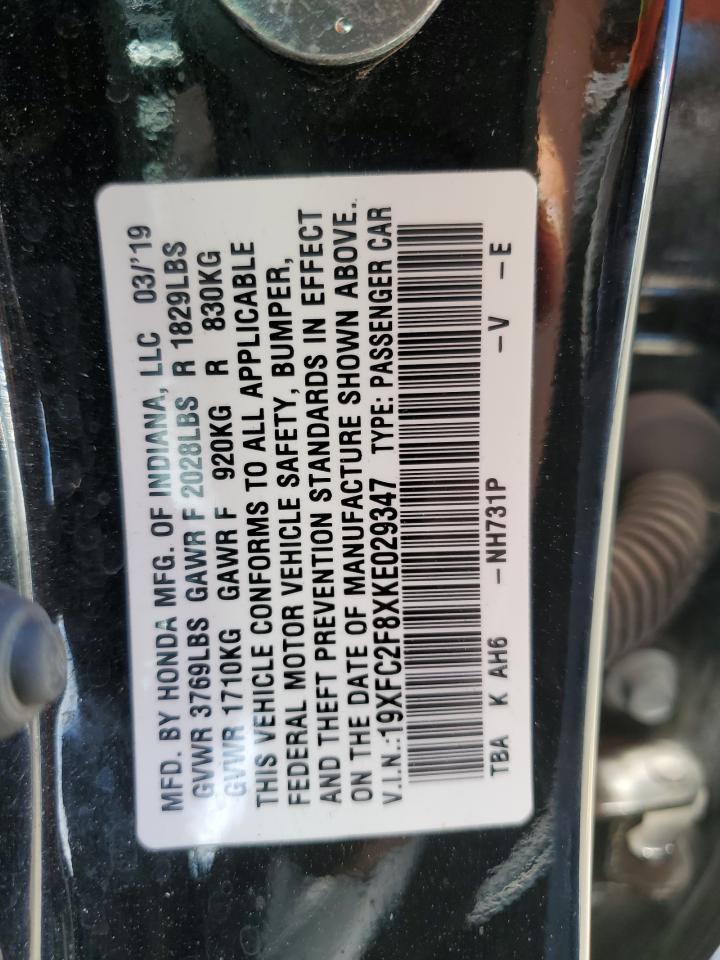 MFD. BY HONDA MFG. OF INDIANA, LLC 03/'19
GVWR 3769LBS GAWR F 2028LBS R 1829LBS
GVWR 1710KG GAWR F 920KG R 830KG
THIS VEHICLE CONFORMS TO ALL APPLICABLE
FEDERAL MOTOR VEHICLE SAFETY, BUMPER,
AND THEFT PREVENTION STANDARDS IN EFFECT
ON THE DATE OF MANUFACTURE SHOWN ABOVE.
V.I.N.:19XFC2F8XKE029347 TYPE: PASSENGER CAR
TBA K AH6 -NH731P -V -E